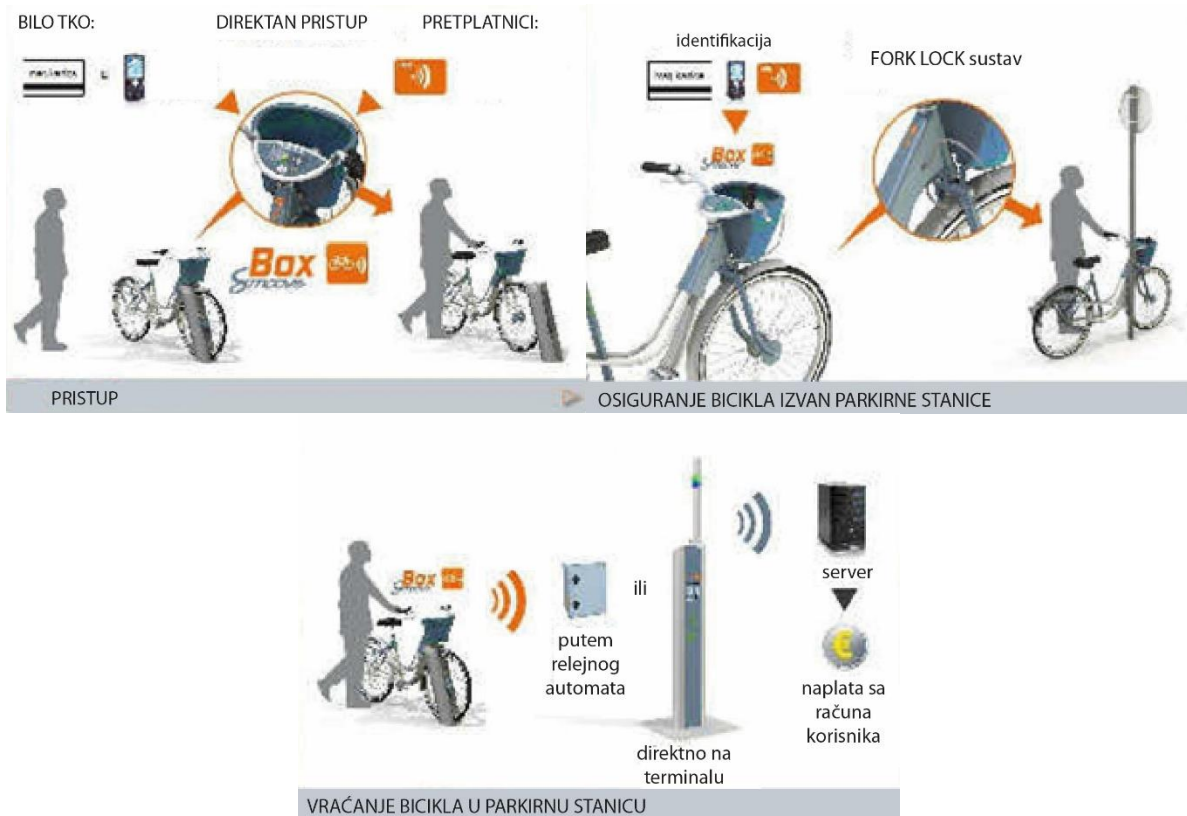 BILO TKO:
DIREKTAN PRISTUP
PRETPLATNICI:
Box
Smoove
PRISTUP
identifikacija
FORK LOCK sustav
Box
OSIGURANJE BICIKLA IZVAN PARKIRNE STANICE
Box
ili
putem
relejnog
automata
direktno na
terminalu
server
€
naplata sa
računa
korisnika
VRAĆANJE BICIKLA U PARKIRNU STANICU